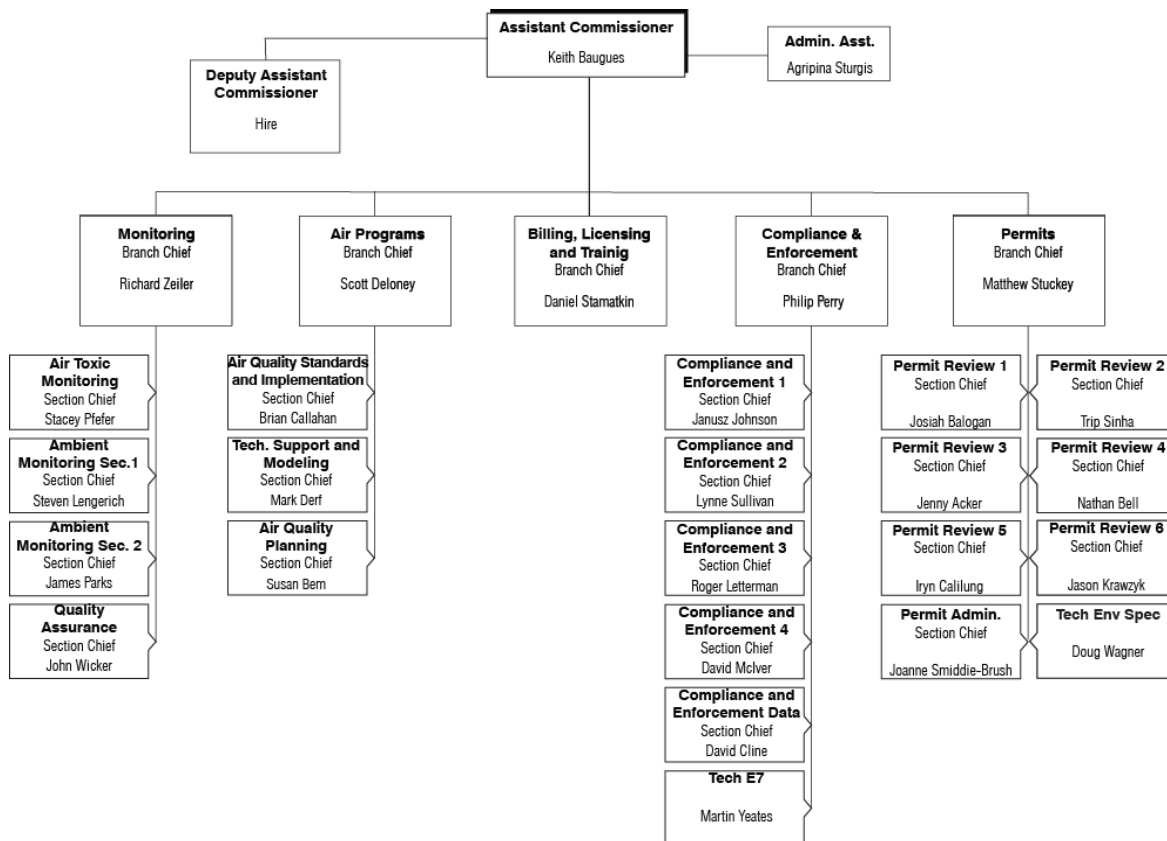 Assistant Commissioner
Keith Baugues
Admin. Asst.
Agripina Sturgis
Deputy Assistant
Commissioner
Hire
Monitoring
Branch Chief
Richard Zeiler
Air Programs
Branch Chief
Scott Deloney
Billing, Licensing
and Trainig
Branch Chief
Daniel Stamatkin
Compliance &
Enforcement
Branch Chief
Philip Perry
Permits
Branch Chief
Matthew Stuckey
Air Toxic
Monitoring
Section Chief
Stacey Pfefer
Ambient
Monitoring Sec.1
Section Chief
Steven Lengerich
Ambient
Monitoring Sec. 2
Section Chief
James Parks
Quality
Assurance
Section Chief
John Wicker
Air Quality Standards
and Implementation
Section Chief
Brian Callahan
Tech. Support and
Modeling
Section Chief
Mark Derf
Air Quality
Planning
Section Chief
Susan Bem
Compliance and
Enforcement 1
Section Chief
Janusz Johnson
Compliance and
Enforcement 2
Section Chief
Lynne Sullivan
Compliance and
Enforcement 3
Section Chief
Roger Letterman
Compliance and
Enforcement 4
Section Chief
David McIver
Compliance and
Enforcement Data
Section Chief
David Cline
Tech E7
Martin Yeates
Permit Review 1
Section Chief
Josiah Balogan
Permit Review 2
Section Chief
Trip Sinha
Permit Review 3
Section Chief
Jenny Acker
Permit Review 4
Section Chief
Nathan Bell
Permit Review 5
Section Chief
Iryn Calilung
Permit Review 6
Section Chief
Jason Krawzyk
Permit Admin.
Section Chief
Joanne Smiddie-Brush
Tech Env Spec
Doug Wagner